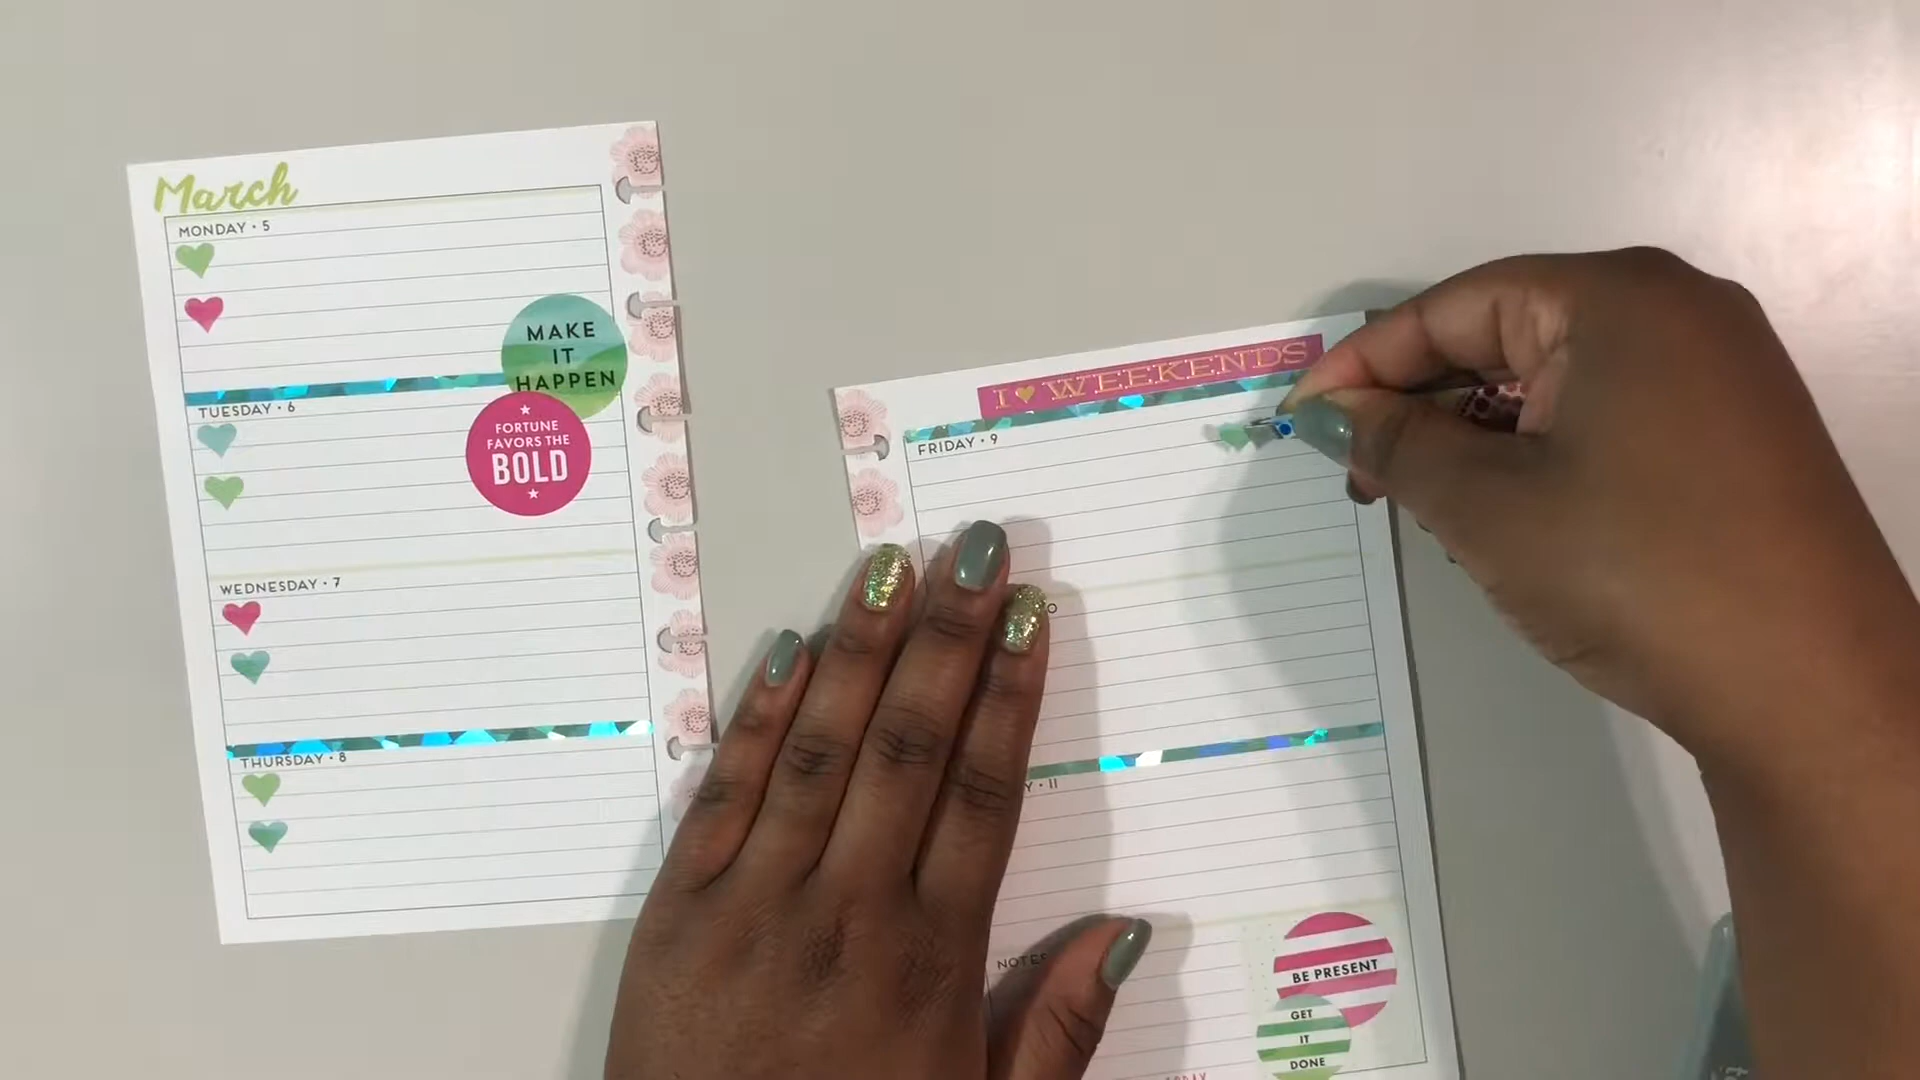 March
MONDAY • 5
MAKE
IT
HAPPEN
TUESDAY • 6
FORTUNE
FAVORS THE
BOLD
WEDNESDAY • 7
THURSDAY • 8
I WEEKENDS
FRIDAY • 9
Y • 11
NOTES
BE PRESENT
GET
IT
DONE